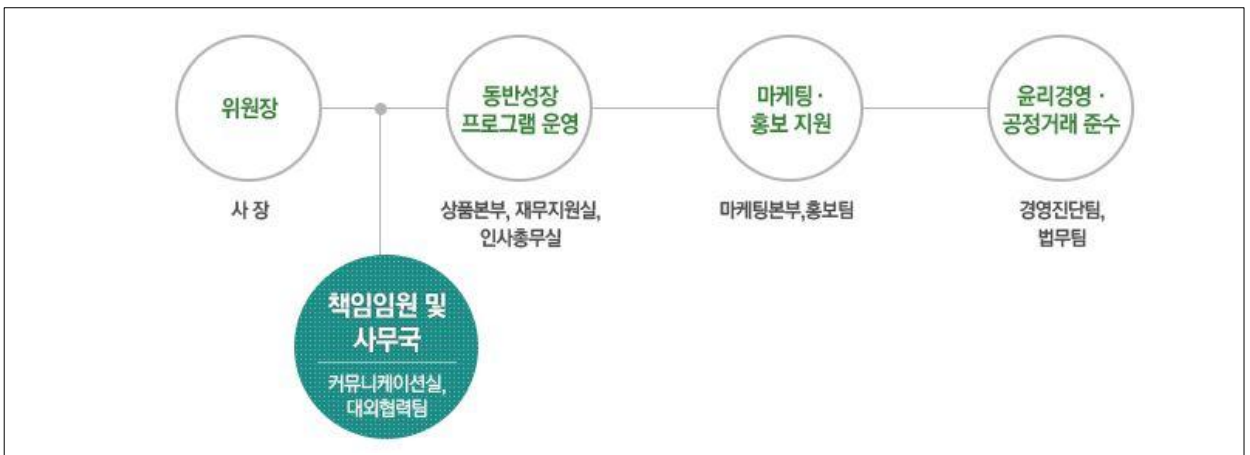 위원장
사 장
동반성장
프로그램 운영
상품본부, 재무지원실,
인사총무실
마케팅 ·
홍보 지원
마케팅본부,홍보팀
윤리경영 ·
공정거래 준수
경영진단팀,
법무팀
책임임원 및
사무국
커뮤니케이션실,
대외협력팀